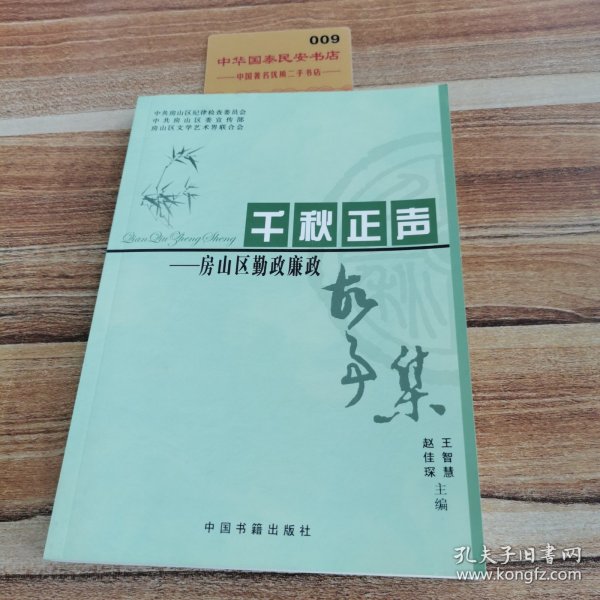 009
中华国泰民安书店
——中国著名优质二手书店——
中共房山区纪律检查委员会
中共房山区委宣传部
房山区文学艺术界联合会
Qian Qiu Zheng Sheng
千秋正声
——房山区勤政廉政
故事集
王智慧
赵佳琛
主编
中国书籍出版社
孔夫子旧书网
www.kongfz.com